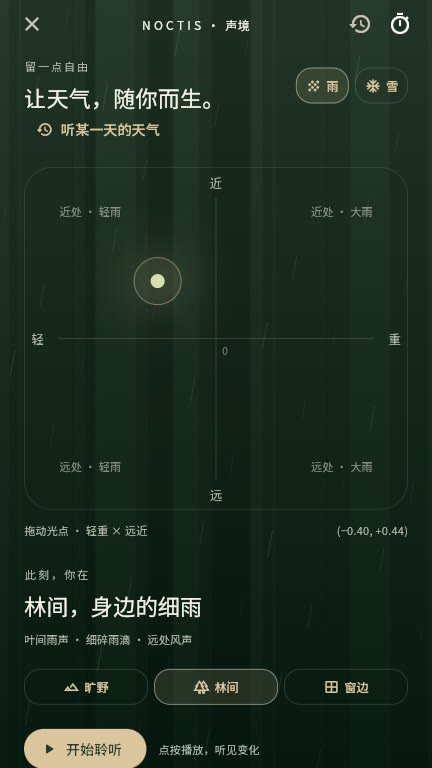 NOCTIS · 声境
留一点自由
让天气，随你而生。
雨
雪
听某一天的天气
近
近处 · 轻雨
近处 · 大雨
轻
重
0
远处 · 轻雨
远处 · 大雨
远
拖动光点 · 轻重 × 远近
(−0.40, +0.44)
此刻，你在
林间，身边的细雨
叶间雨声 · 细碎雨滴 · 远处风声
旷野
林间
窗边
开始聆听
点按播放，听见变化